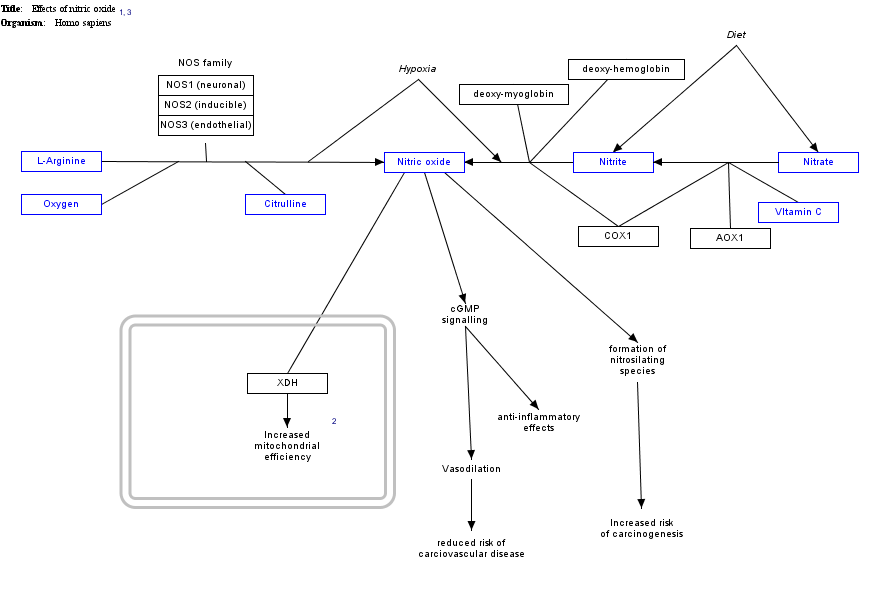 Title: Effects of nitric oxide 1, 3
Organism: Homo sapiens
Diet
NOS family
Hypoxia
deoxy-hemoglobin
NOS1 (neuronal)
deoxy-myoglobin
NOS2 (inducible)
NOS3 (endothelial)
L-Arginine
Nitric oxide
Nitrite
Nitrate
Oxygen
Citrulline
VItamin C
COX1
AOX1
cGMP
signalling
formation of
nitrosilating
species
XDH
2
Increased
mitochondrial
efficiency
anti-inflammatory
effects
Vasodilation
Increased risk
of carcinogenesis
reduced risk of
carciovascular disease